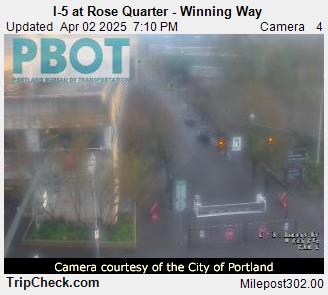 I-5 at Rose Quarter - Winning Way
Updated Apr 02 2025 7:10 PM Camera 4
PBOT
PORTLAND BUREAU OF TRANSPORTATION
Camera courtesy of the City of Portland
TripCheck.com Milepost302.00